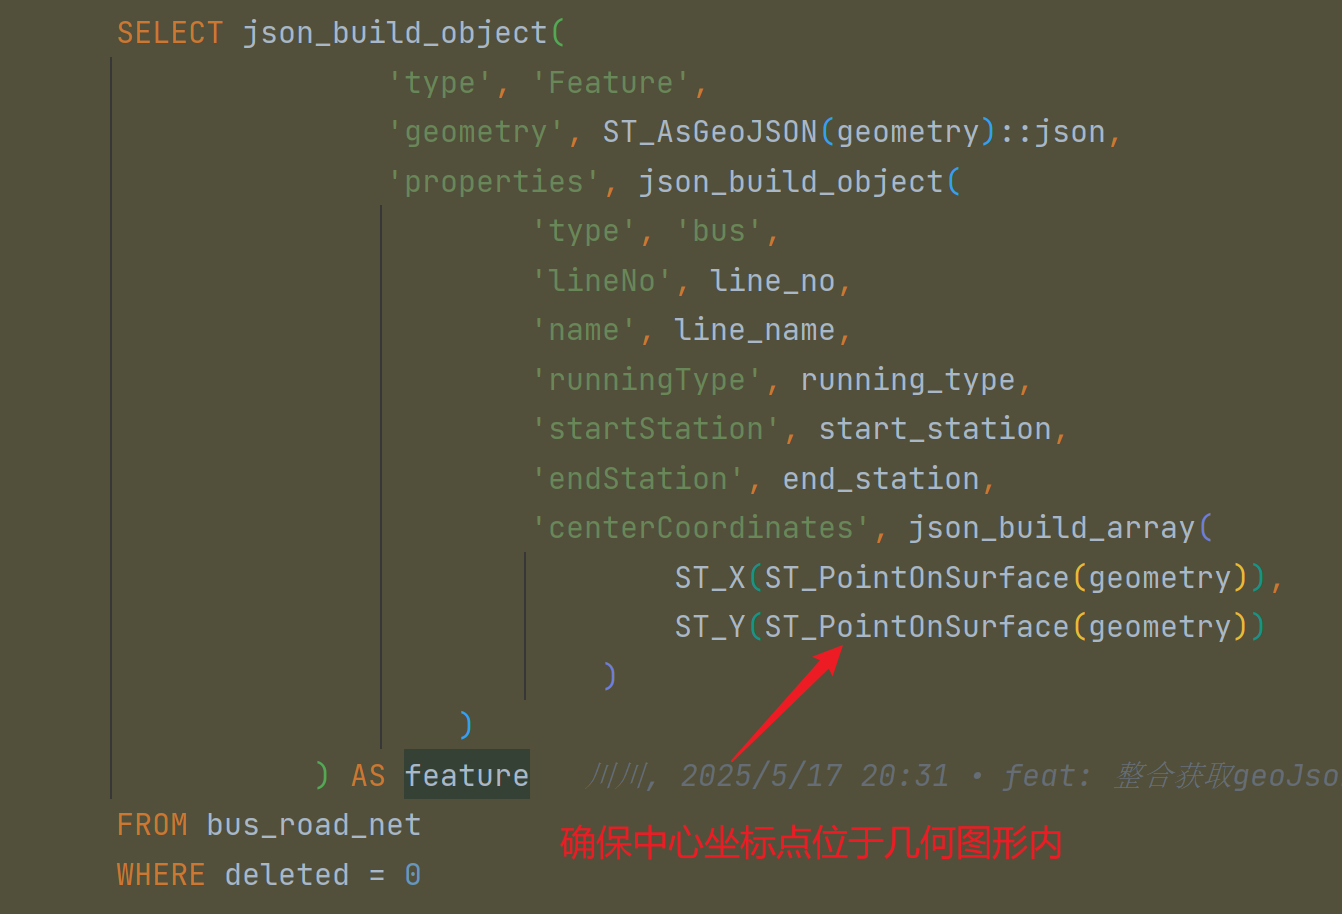 SELECT json_build_object(
'type', 'Feature',
'geometry', ST_AsGeoJSON(geometry)::json,
'properties', json_build_object(
'type', 'bus',
'lineNo', line_no,
'name', line_name,
'runningType', running_type,
'startStation', start_station,
'endStation', end_station,
'centerCoordinates', json_build_array(
ST_X(ST_PointOnSurface(geometry)),
ST_Y(ST_PointOnSurface(geometry))
)
)
) AS feature 川川, 2025/5/17 20:31 • feat: 整合获取geoJso
FROM bus_road_net
确保中心坐标点位于几何图形内
WHERE deleted = 0